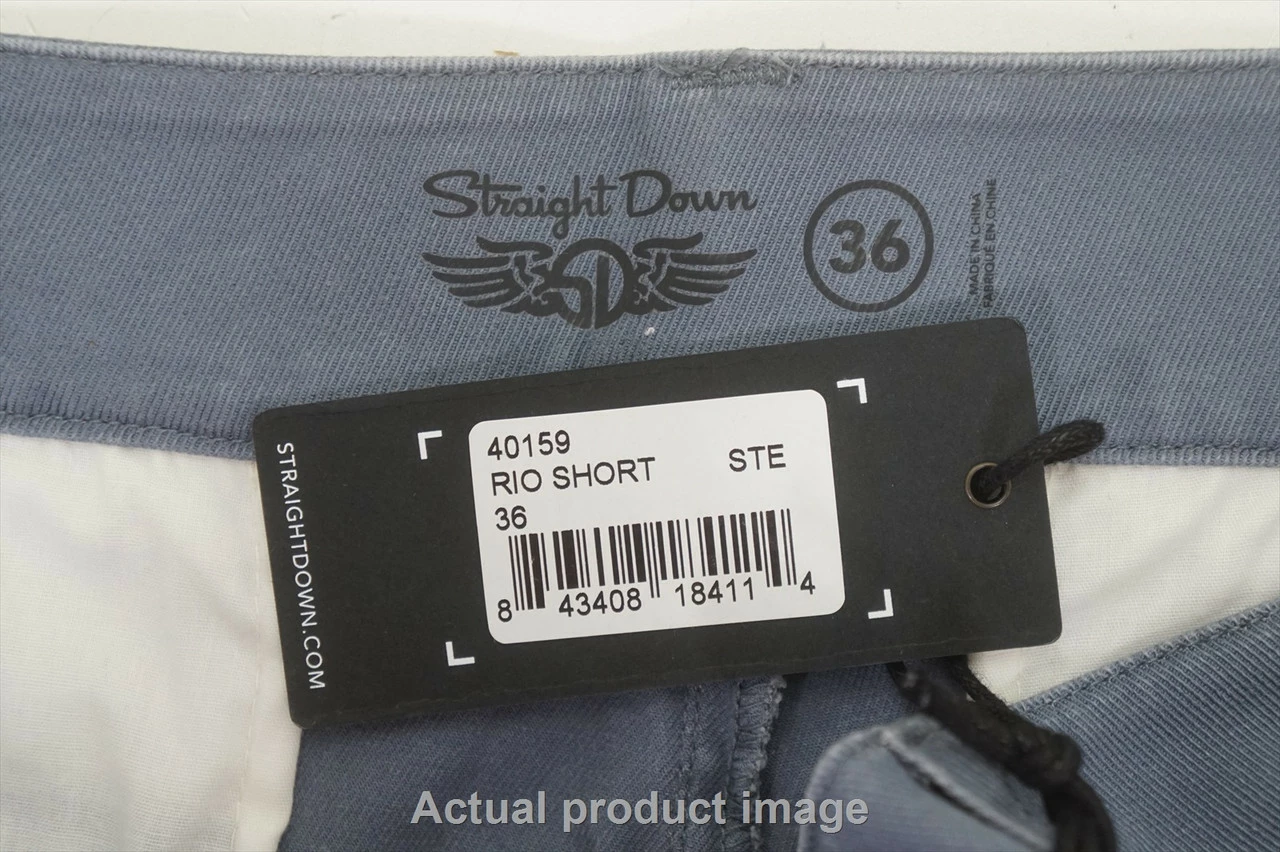 Straight Down
SD
36
MADE IN CHINA
FABRIQUÉ EN CHINE
STRAIGHTDOWN.COM
40159
RIO SHORT STE
36
8 43408 18411 4
Actual product image